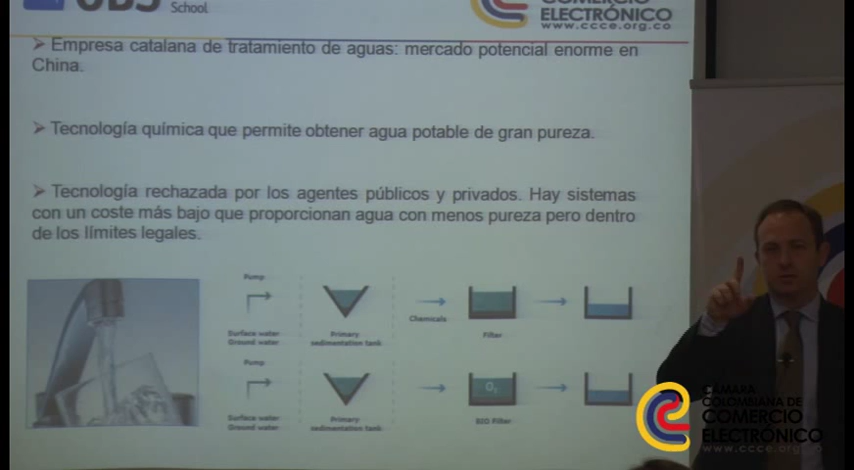 OBS
School
COMERCIO
ELECTRÓNICO
www.ccce.org.co
➢ Empresa catalana de tratamiento de aguas: mercado potencial enorme en
China.
➢ Tecnología química que permite obtener agua potable de gran pureza.
➢ Tecnología rechazada por los agentes públicos y privados. Hay sistemas
con un coste más bajo que proporcionan agua con menos pureza pero dentro
de los límites legales.
Pump
Surface water
Ground water
Primary
sedimentation tank
Chemicals
Filter
Pump
Surface water
Ground water
Primary
sedimentation tank
O₂
BIO Filter
CÁMARA
COLOMBIANA DE
COMERCIO
ELECTRÓNICO
www.ccce.org.co